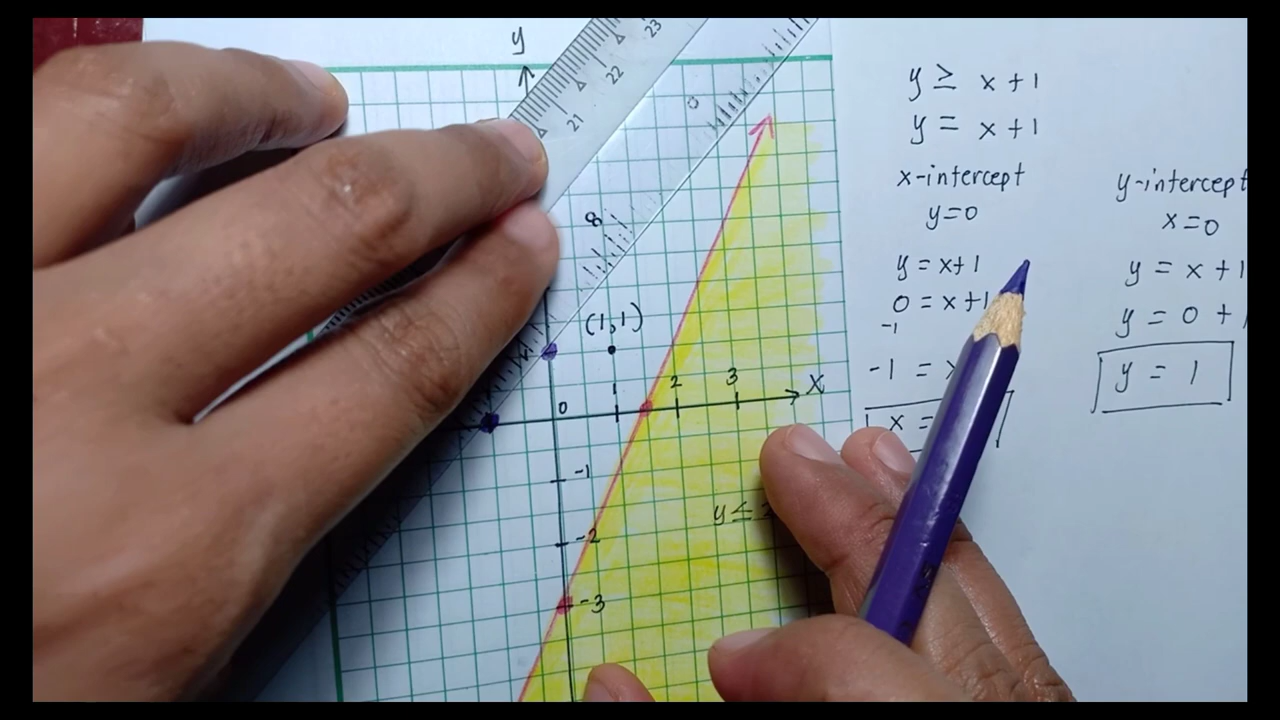 y
23
22
21
8
(1,1)
0
1
2
3
X
-1
-2
-3
y ≤
y ≥ x + 1
y = x + 1
x-intercept
y=0
y = x+1
0 = x+1
-1
-1 =
x =
y-intercept
x=0
y = x + 1
y = 0 +
y = 1